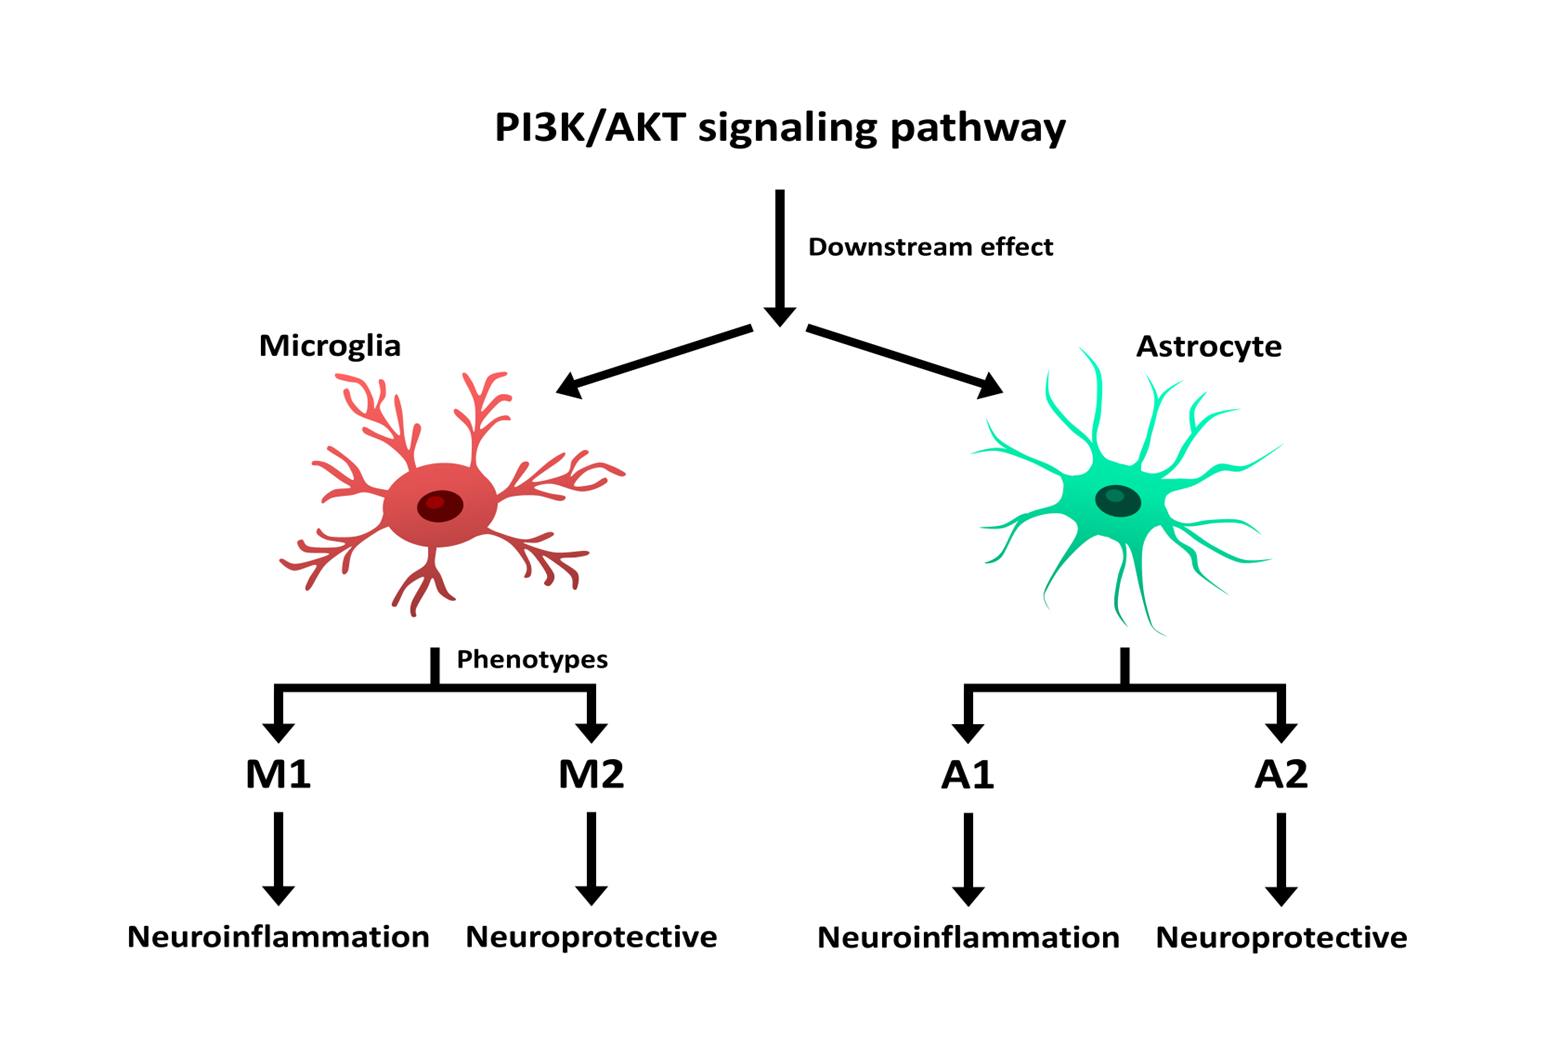 PI3K/AKT signaling pathway
Downstream effect
Microglia
Astrocyte
Phenotypes
M1
M2
A1
A2
Neuroinflammation
Neuroprotective
Neuroinflammation
Neuroprotective